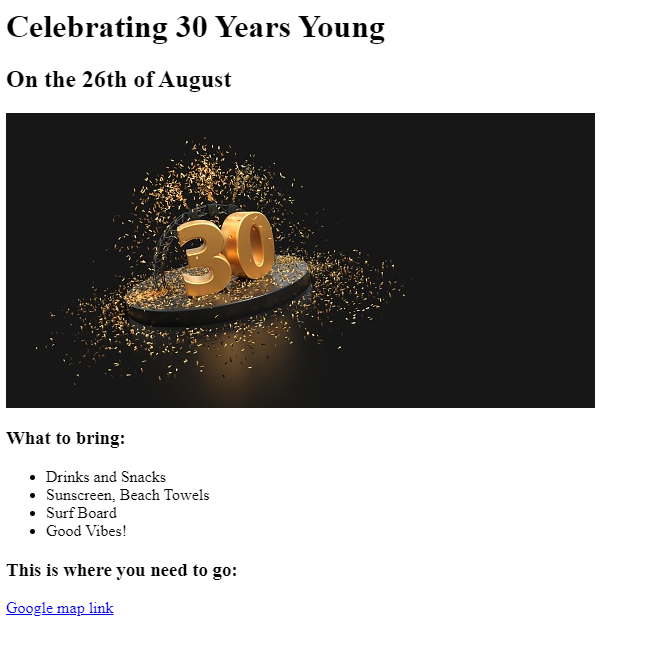 Celebrating 30 Years Young
On the 26th of August
30
What to bring:
Drinks and Snacks
Sunscreen, Beach Towels
Surf Board
Good Vibes!
This is where you need to go:
Google map link